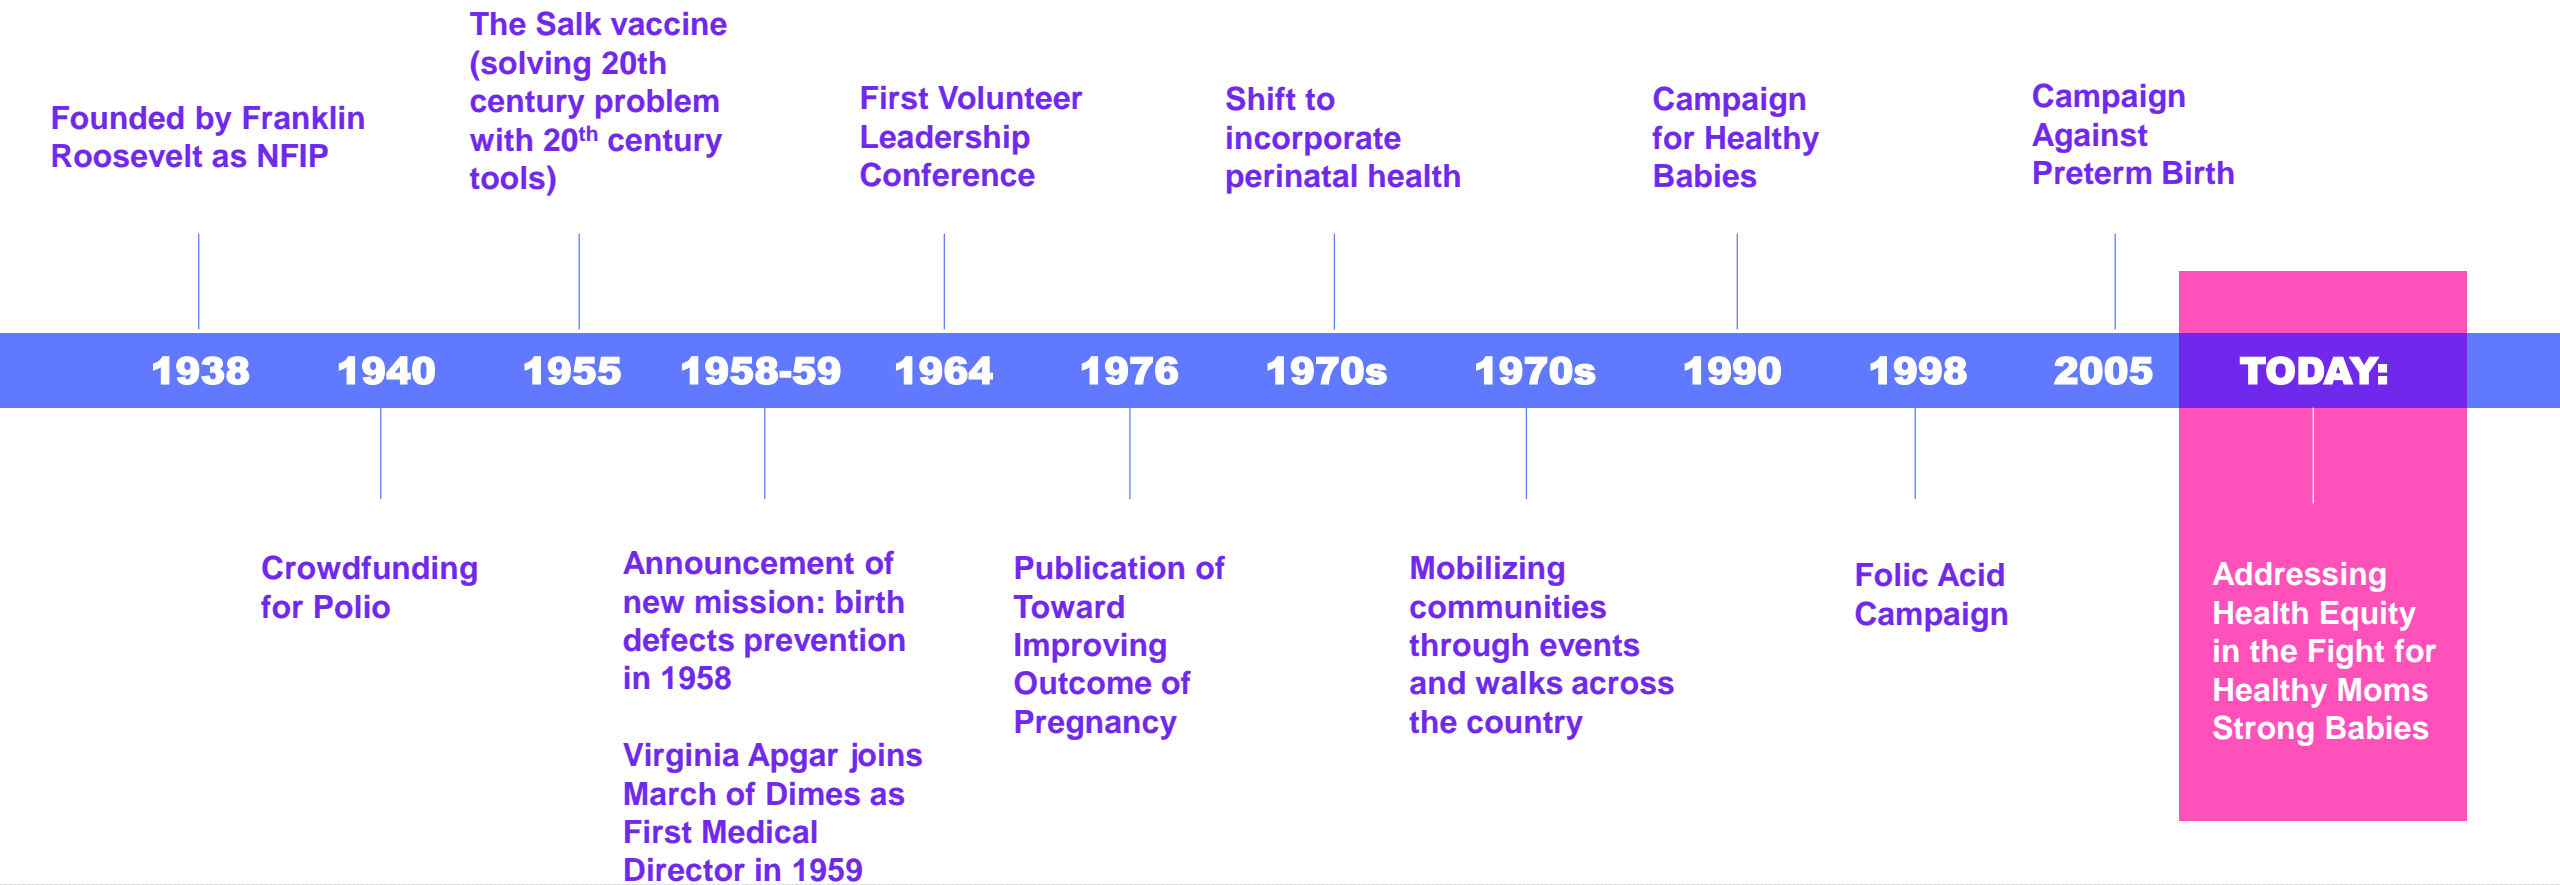 The Salk vaccine
(solving 20th
century problem
with 20th century
tools)
Founded by Franklin
Roosevelt as NFIP
First Volunteer
Leadership
Conference
Shift to
incorporate
perinatal health
Campaign
for Healthy
Babies
Campaign
Against
Preterm Birth
1938 1940 1955 1958-59 1964 1976 1970s 1970s 1990 1998 2005 TODAY:
Crowdfunding
for Polio
Announcement of
new mission: birth
defects prevention
in 1958
Virginia Apgar joins
March of Dimes as
First Medical
Director in 1959
Publication of
Toward
Improving
Outcome of
Pregnancy
Mobilizing
communities
through events
and walks across
the country
Folic Acid
Campaign
Addressing
Health Equity
in the Fight for
Healthy Moms
Strong Babies